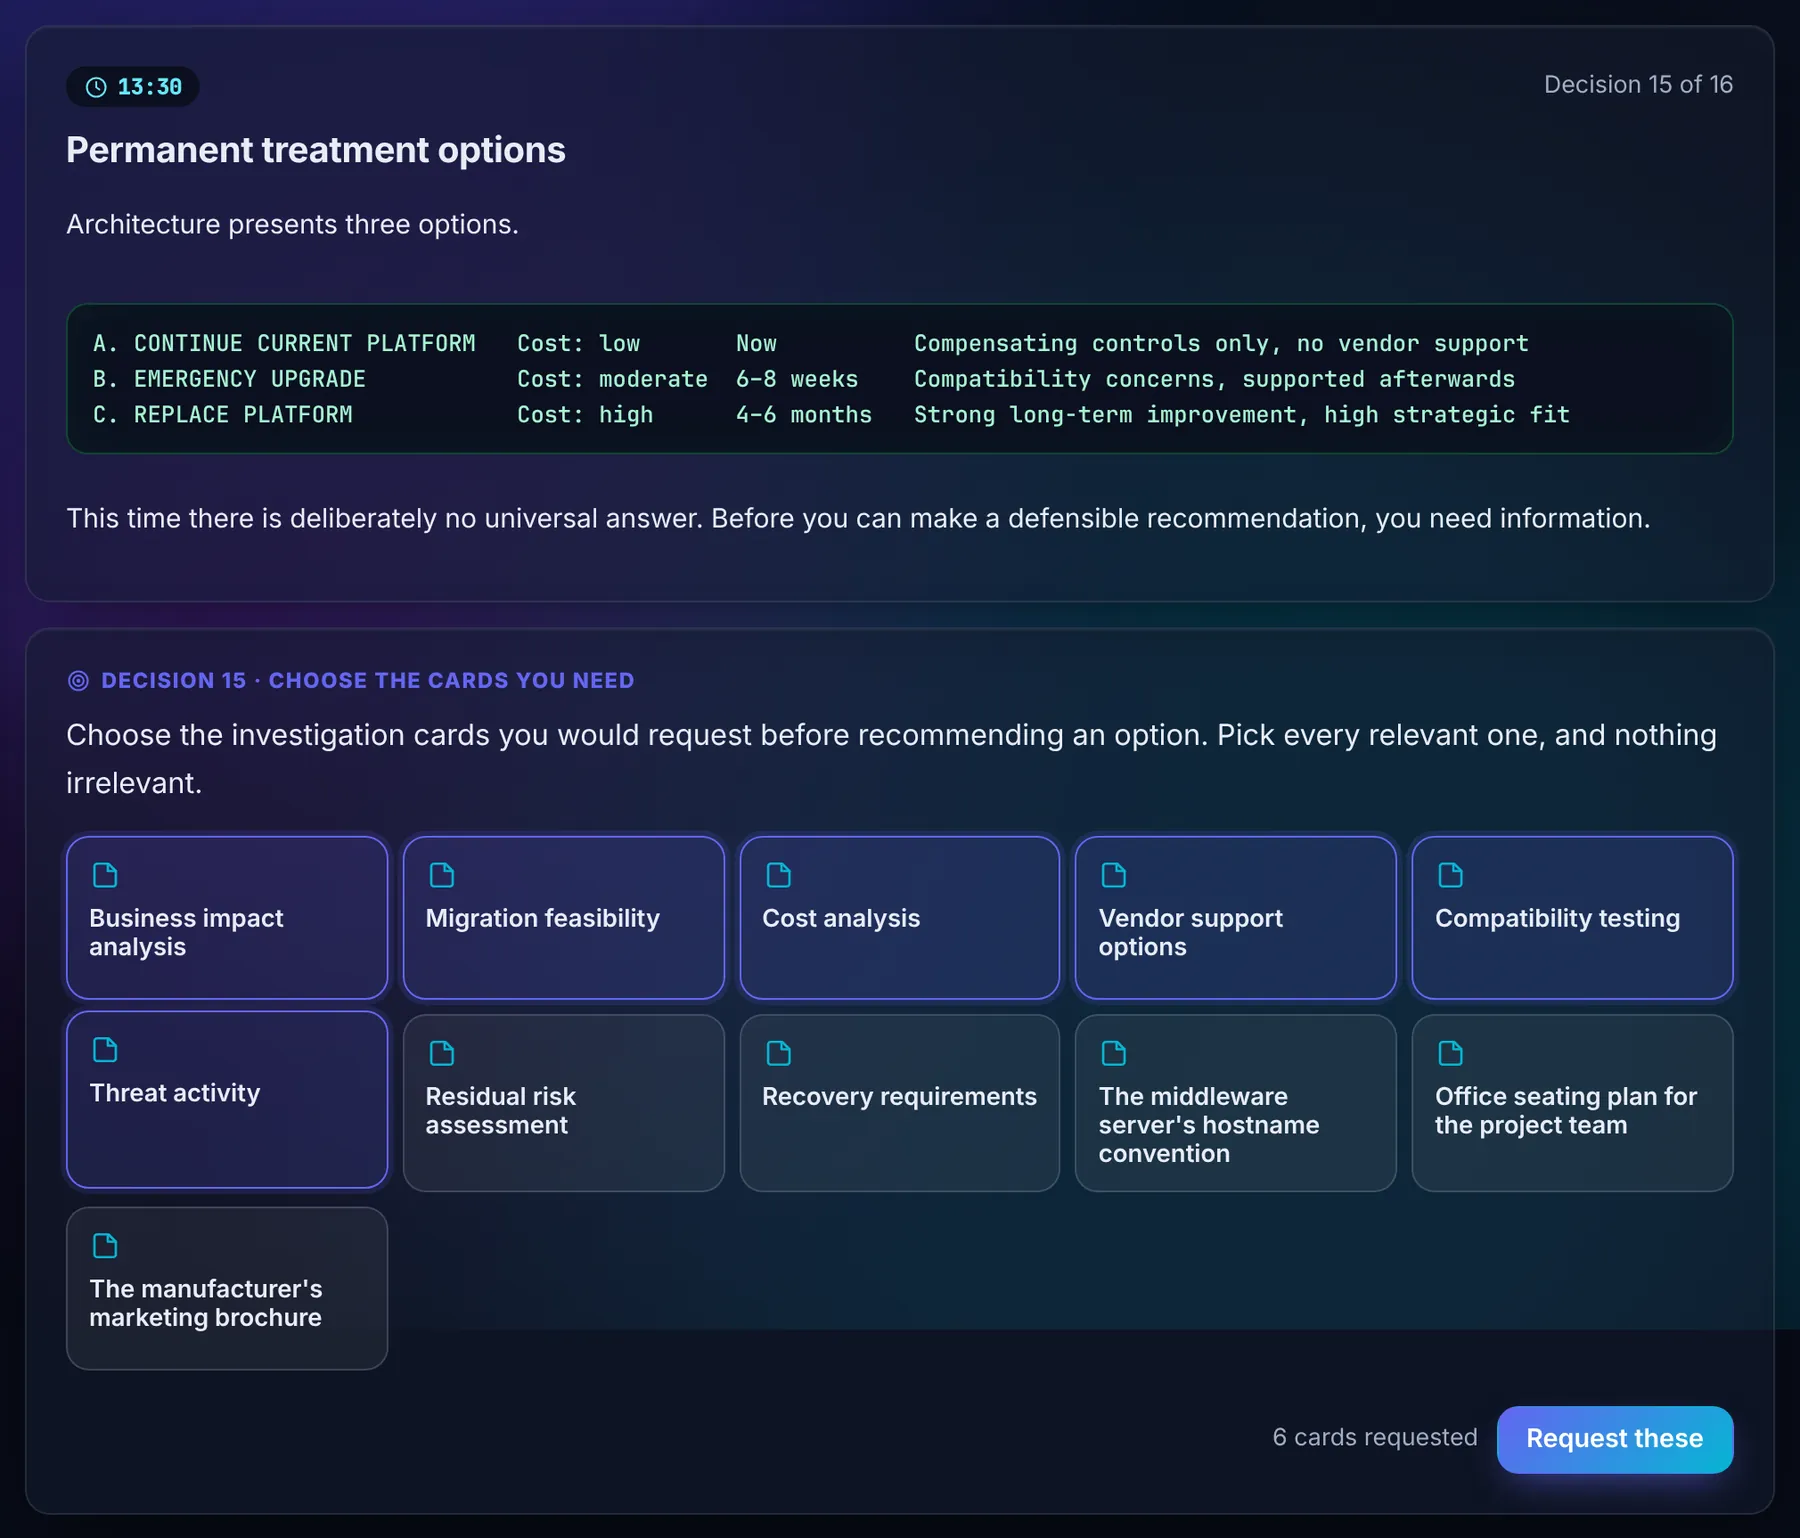 13:30
Decision 15 of 16
Permanent treatment options
Architecture presents three options.
A. CONTINUE CURRENT PLATFORM Cost: low Now Compensating controls only, no vendor support
B. EMERGENCY UPGRADE Cost: moderate 6–8 weeks Compatibility concerns, supported afterwards
C. REPLACE PLATFORM Cost: high 4–6 months Strong long-term improvement, high strategic fit
This time there is deliberately no universal answer. Before you can make a defensible recommendation, you need information.
DECISION 15 · CHOOSE THE CARDS YOU NEED
Choose the investigation cards you would request before recommending an option. Pick every relevant one, and nothing
irrelevant.
Business impact
analysis
Migration feasibility
Cost analysis
Vendor support
options
Compatibility testing
Threat activity
Residual risk
assessment
Recovery requirements
The middleware
server's hostname
convention
Office seating plan for
the project team
The manufacturer's
marketing brochure
6 cards requested
Request these